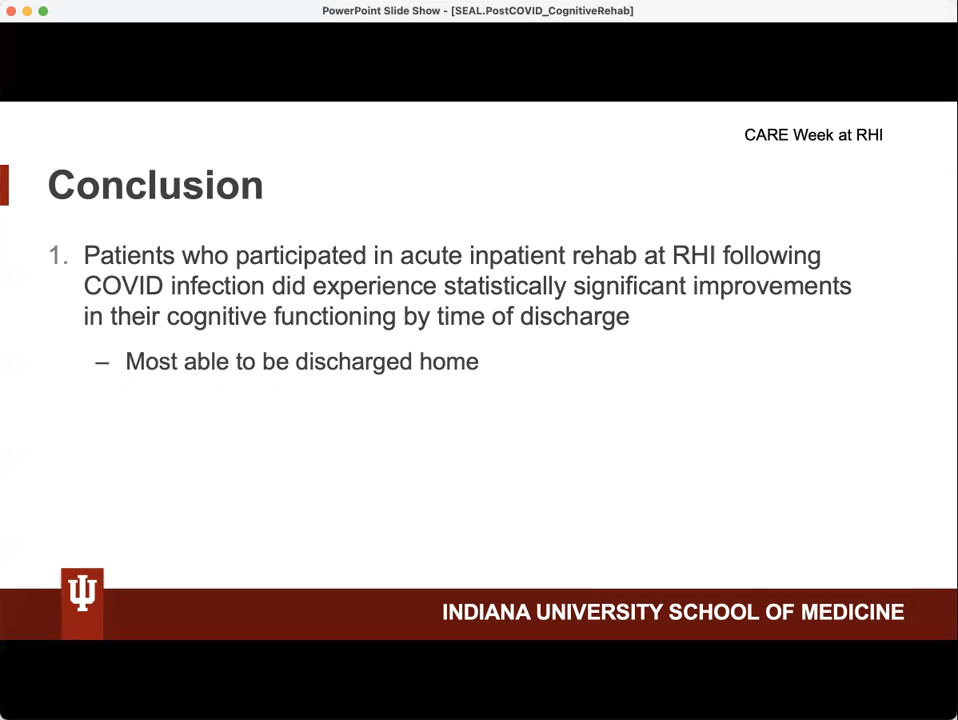 PowerPoint Slide Show - [SEAL.PostCOVID_CognitiveRehab]
CARE Week at RHI
Conclusion
1. Patients who participated in acute inpatient rehab at RHI following
COVID infection did experience statistically significant improvements
in their cognitive functioning by time of discharge
– Most able to be discharged home
INDIANA UNIVERSITY SCHOOL OF MEDICINE